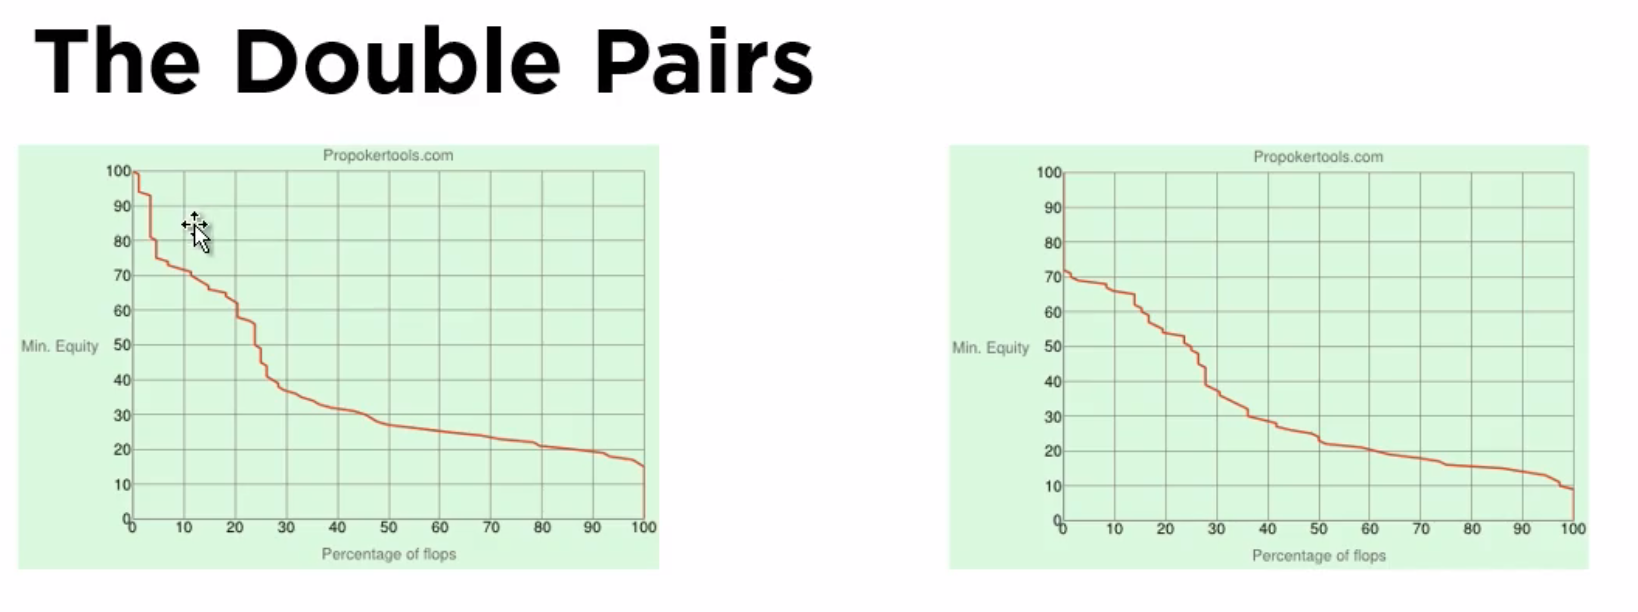 The Double Pairs
Propokertools.com
100
90
80
70
60
50
40
30
20
10
0
Min. Equity
0 10 20 30 40 50 60 70 80 90 100
Percentage of flops
Propokertools.com
100
90
80
70
60
50
40
30
20
10
0
Min. Equity
0 10 20 30 40 50 60 70 80 90 100
Percentage of flops